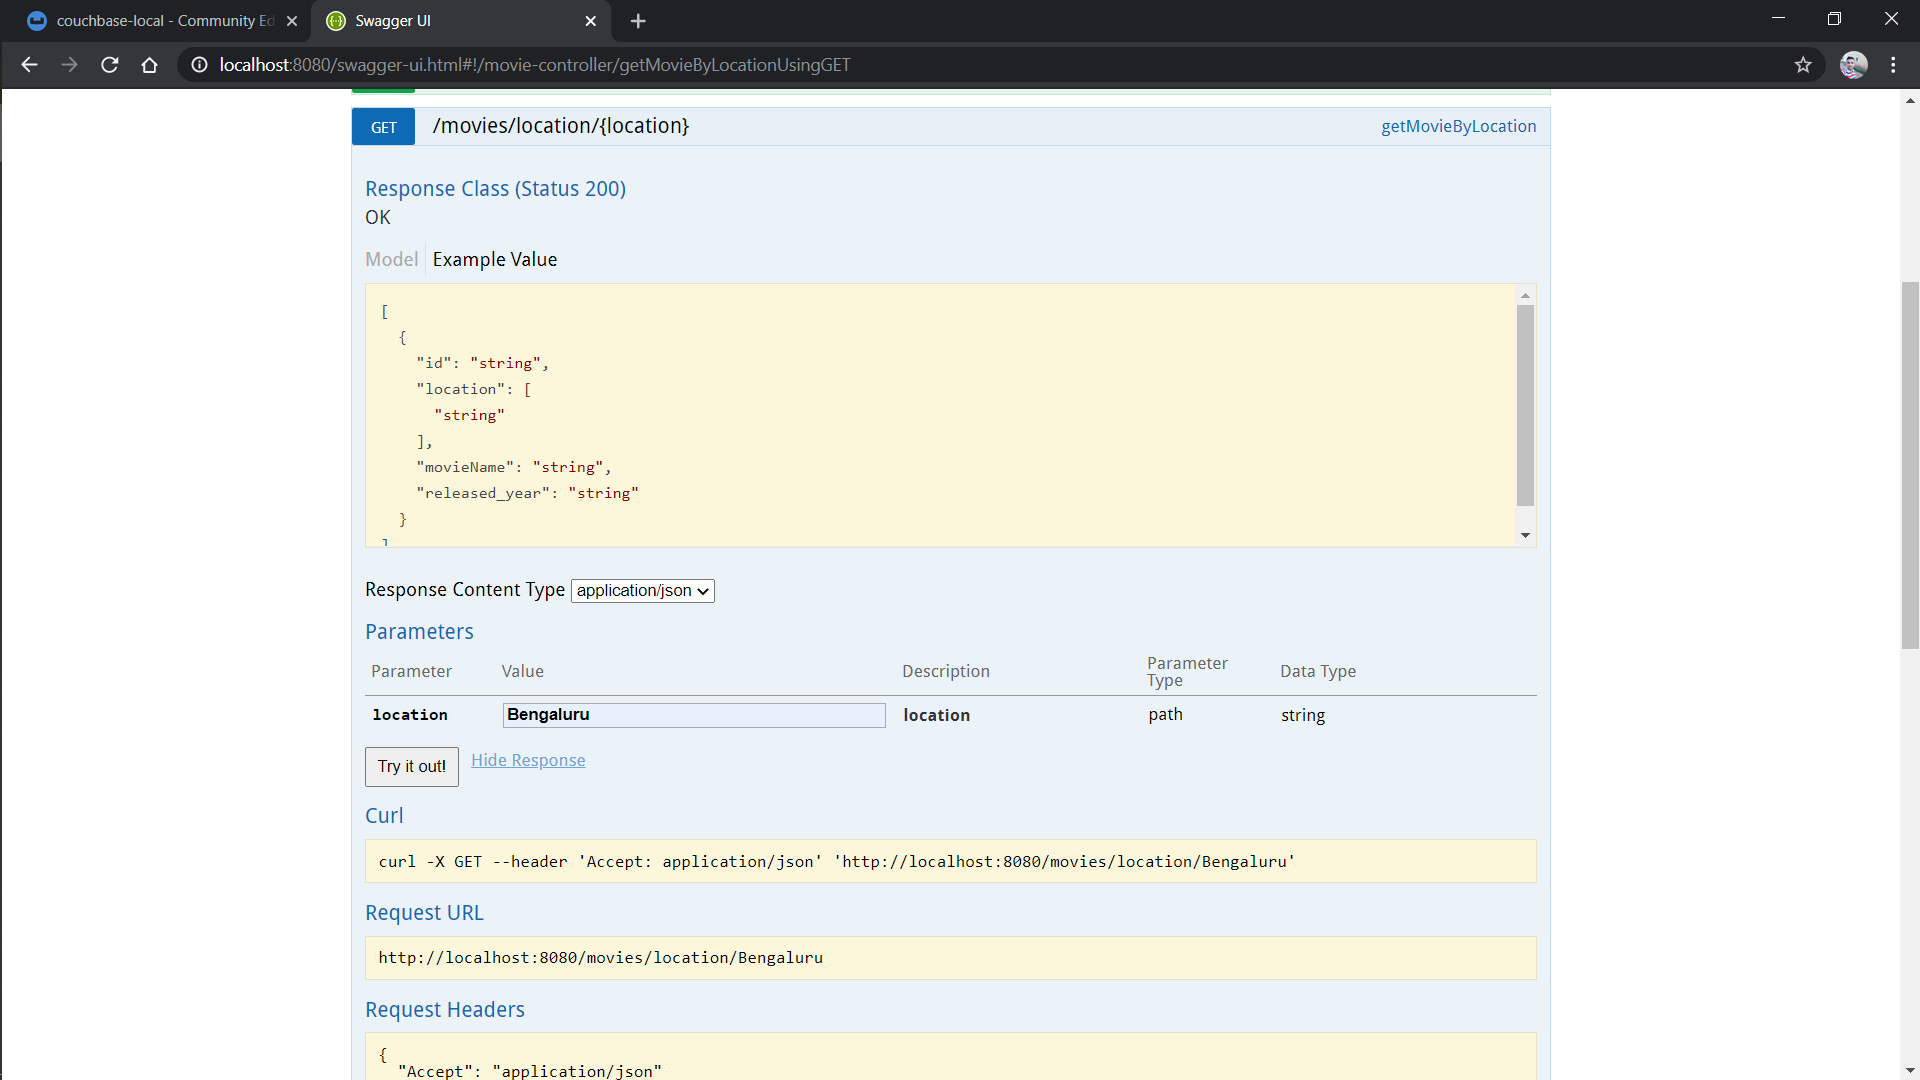 couchbase-local - Community Ed
Swagger UI
localhost:8080/swagger-ui.html#!/movie-controller/getMovieByLocationUsingGET
GET /movies/location/{location} getMovieByLocation
Response Class (Status 200)
OK
Model Example Value
[
{
"id": "string",
"location": [
"string"
],
"movieName": "string",
"released_year": "string"
}
]
Response Content Type application/json
Parameters
Parameter Value Description Parameter Type Data Type
location Bengaluru location path string
Try it out! Hide Response
Curl
curl -X GET --header 'Accept: application/json' 'http://localhost:8080/movies/location/Bengaluru'
Request URL
http://localhost:8080/movies/location/Bengaluru
Request Headers
{
"Accept": "application/json"